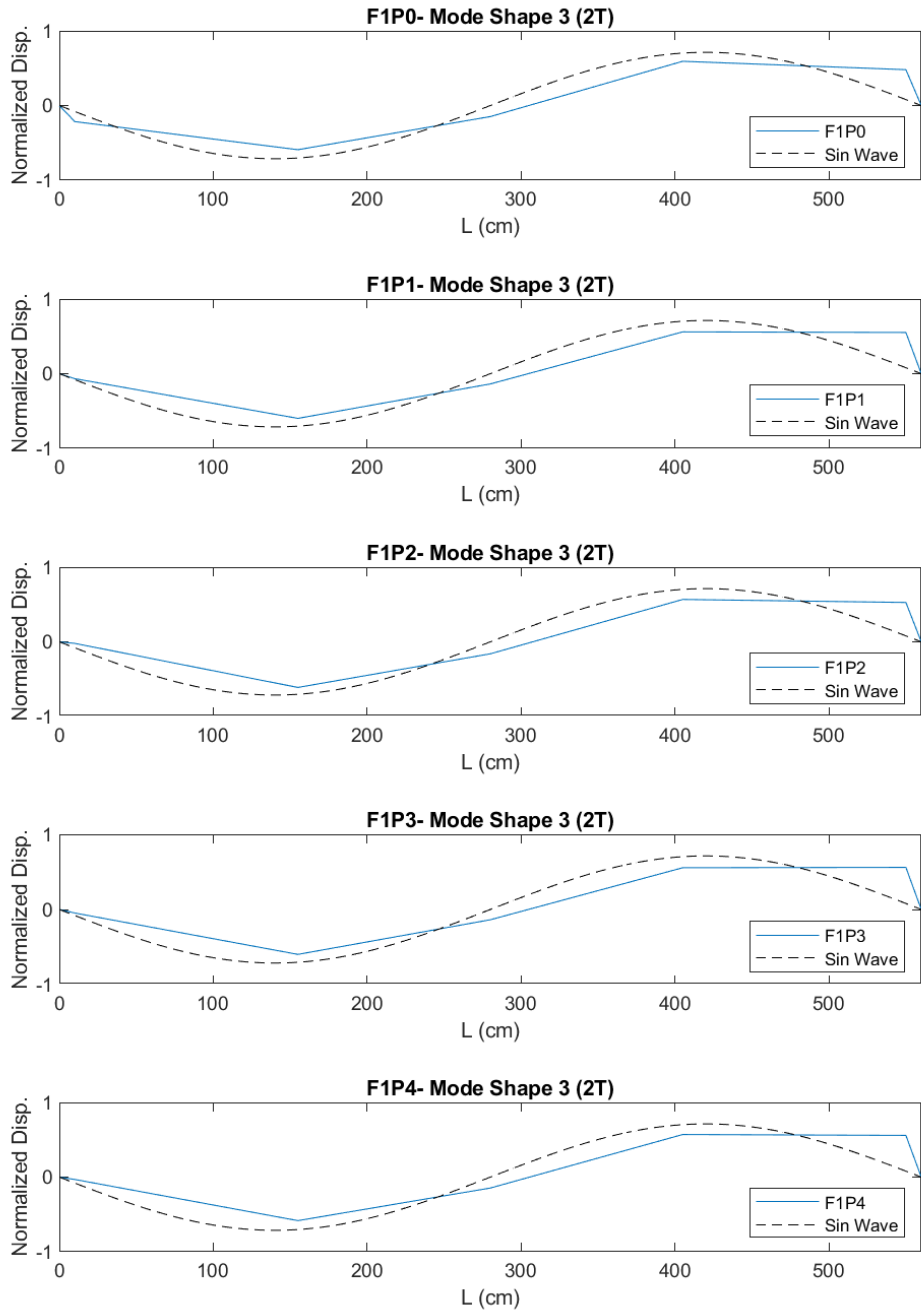 F1P0- Mode Shape 3 (2T)
Normalized Disp.
1
0
-1
F1P0
Sin Wave
0 100 200 300 400 500
L (cm)
F1P1- Mode Shape 3 (2T)
Normalized Disp.
1
0
-1
F1P1
Sin Wave
0 100 200 300 400 500
L (cm)
F1P2- Mode Shape 3 (2T)
Normalized Disp.
1
0
-1
F1P2
Sin Wave
0 100 200 300 400 500
L (cm)
F1P3- Mode Shape 3 (2T)
Normalized Disp.
1
0
-1
F1P3
Sin Wave
0 100 200 300 400 500
L (cm)
F1P4- Mode Shape 3 (2T)
Normalized Disp.
1
0
-1
F1P4
Sin Wave
0 100 200 300 400 500
L (cm)